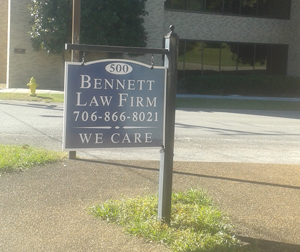 500
BENNETT
LAW FIRM
706-866-8021
WE CARE